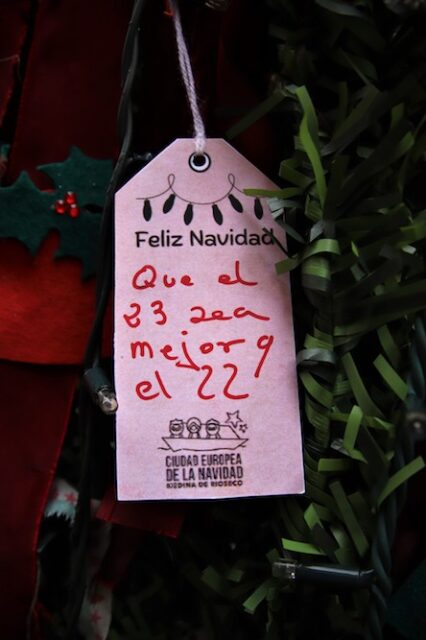 Feliz Navidad
Que el
23 sea
mejor q
el 22
CIUDAD EUROPEA
DE LA NAVIDAD
MEDINA DE RIOSECO